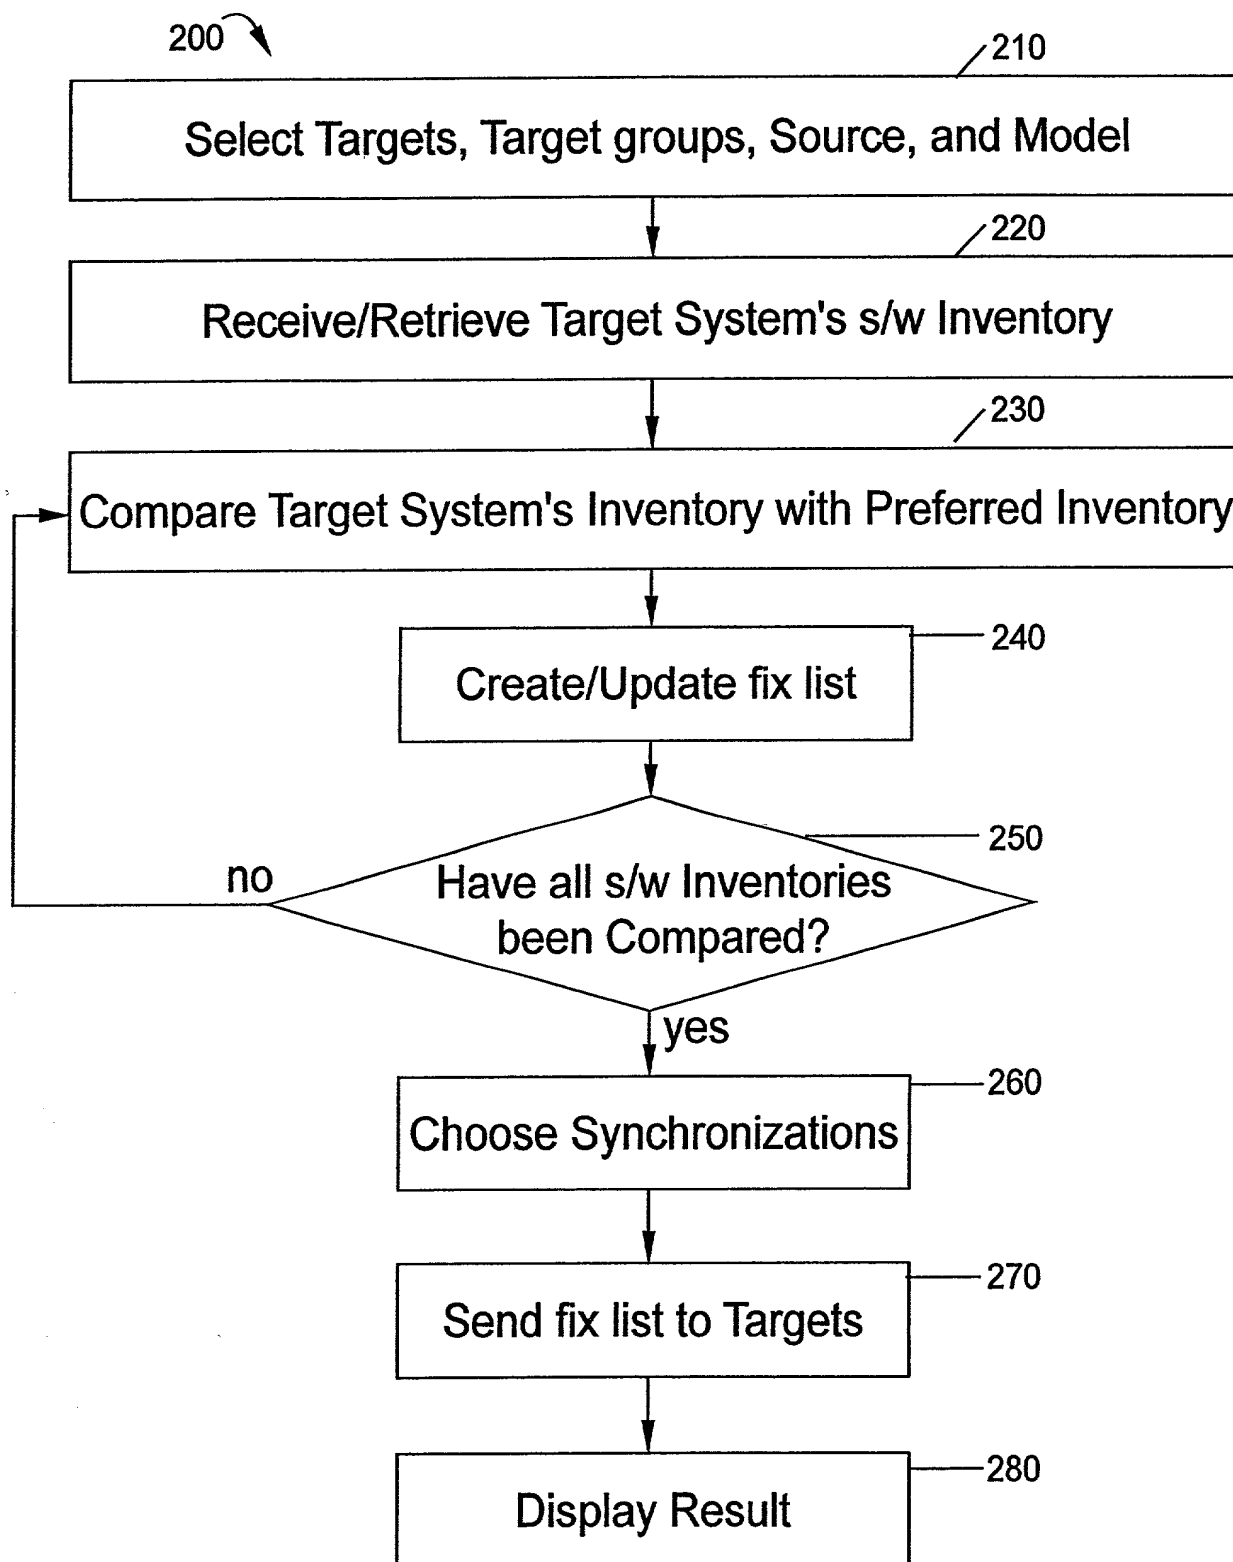 200
210
Select Targets, Target groups, Source, and Model
220
Receive/Retrieve Target System's s/w Inventory
230
Compare Target System's Inventory with Preferred Inventory
240
Create/Update fix list
250
no
Have all s/w Inventories
been Compared?
yes
260
Choose Synchronizations
270
Send fix list to Targets
280
Display Result